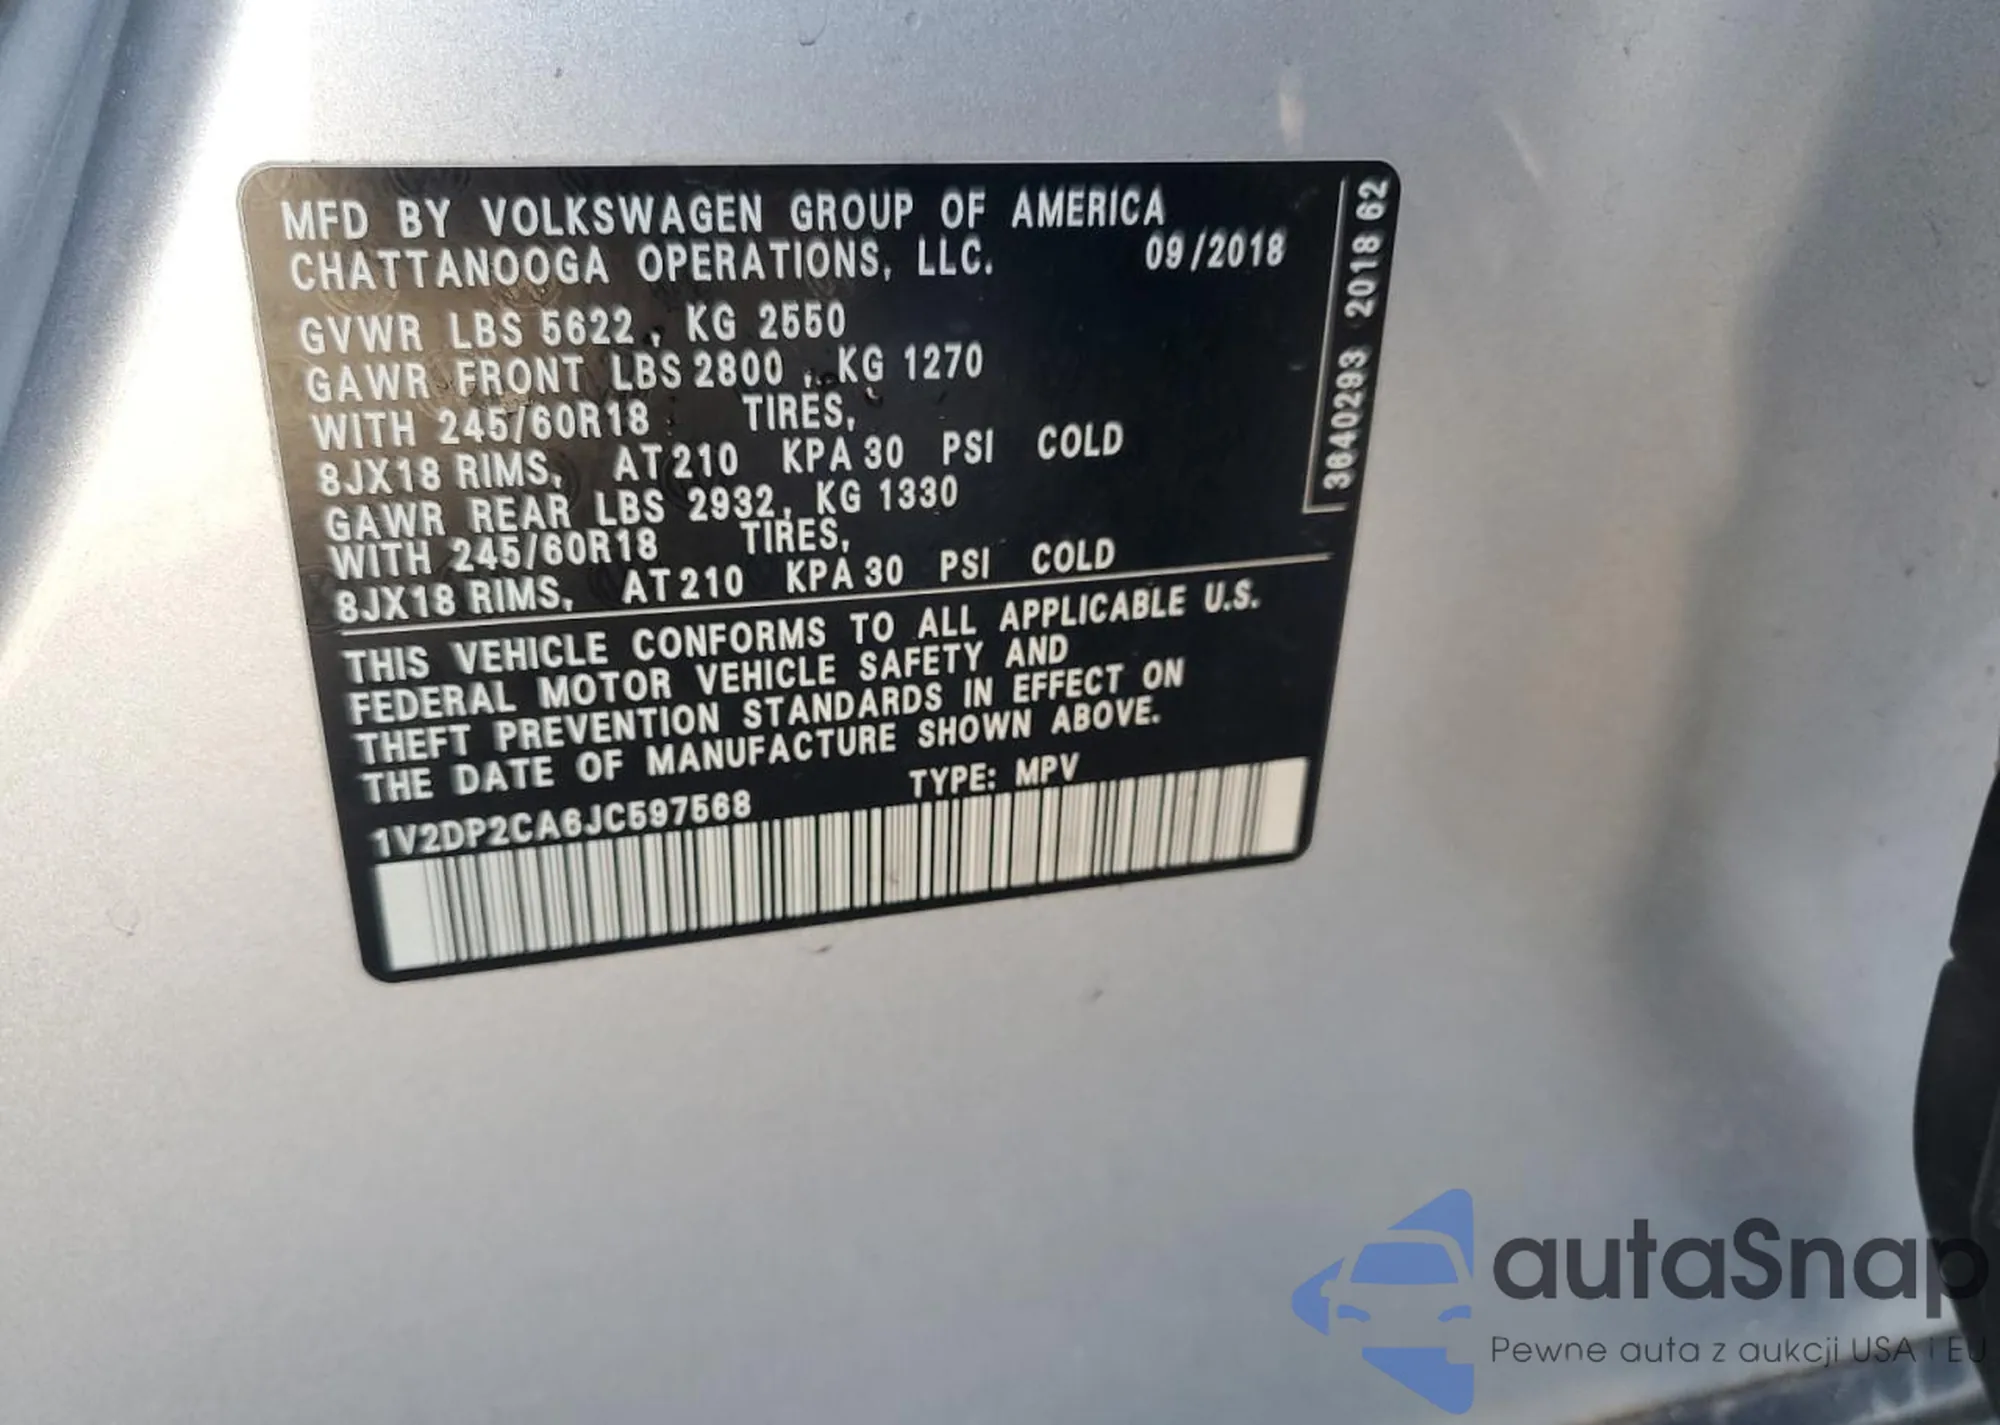 MFD BY VOLKSWAGEN GROUP OF AMERICA
CHATTANOOGA OPERATIONS, LLC. 09/2018
GVWR LBS 5622 , KG 2550
GAWR FRONT LBS 2800 , KG 1270
WITH 245/60R18 TIRES,
8JX18 RIMS, AT 210 KPA 30 PSI COLD
GAWR REAR LBS 2932, KG 1330
WITH 245/60R18 TIRES,
8JX18 RIMS, AT 210 KPA 30 PSI COLD
THIS VEHICLE CONFORMS TO ALL APPLICABLE U.S.
FEDERAL MOTOR VEHICLE SAFETY AND
THEFT PREVENTION STANDARDS IN EFFECT ON
THE DATE OF MANUFACTURE SHOWN ABOVE.
1V2DP2CA6JC597568 TYPE: MPV
3640293 2018 62
autaSnap
Pewne auta z aukcji USA i EU